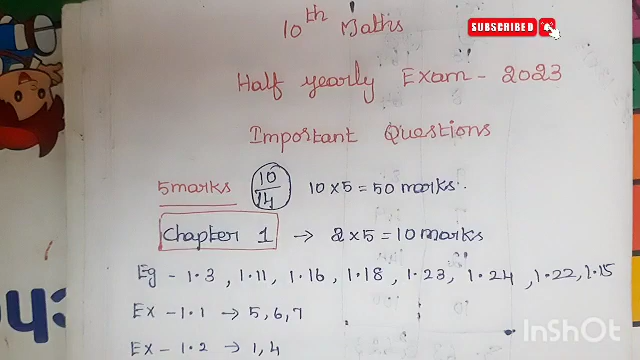 10th Maths
SUBSCRIBED
Half yearly Exam - 2023
Important Questions
5marks 10/14 10 x 5 = 50 marks.
Chapter 1 → 2 x 5 = 10 marks
Eg - 1.3, 1.11, 1.16, 1.18, 1.23, 1.24, 1.22, 1.15
Ex - 1.1 → 5, 6, 7
Ex - 1.2 → 1, 4
InShOt